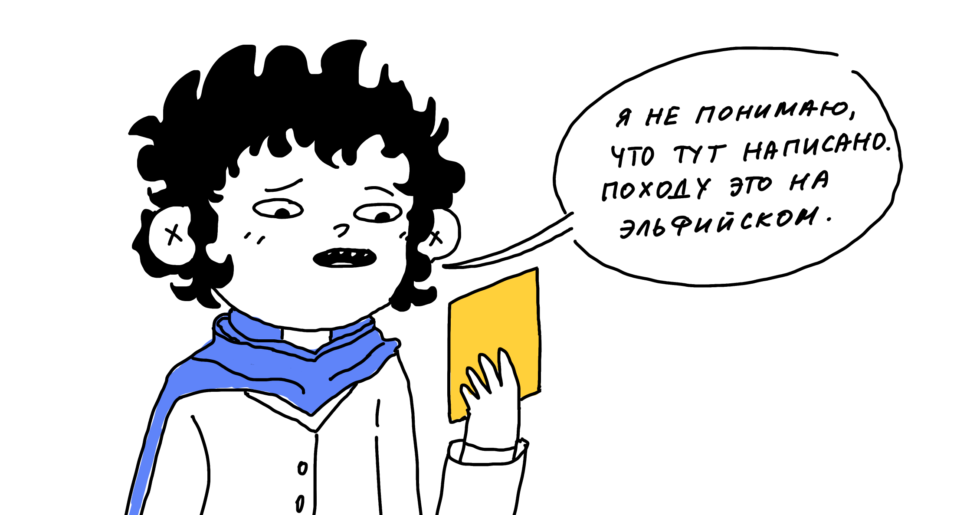 Я НЕ ПОНИМАЮ,
ЧТО ТУТ НАПИСАНО.
ПОХОДУ ЭТО НА
ЭЛЬФИЙСКОМ.